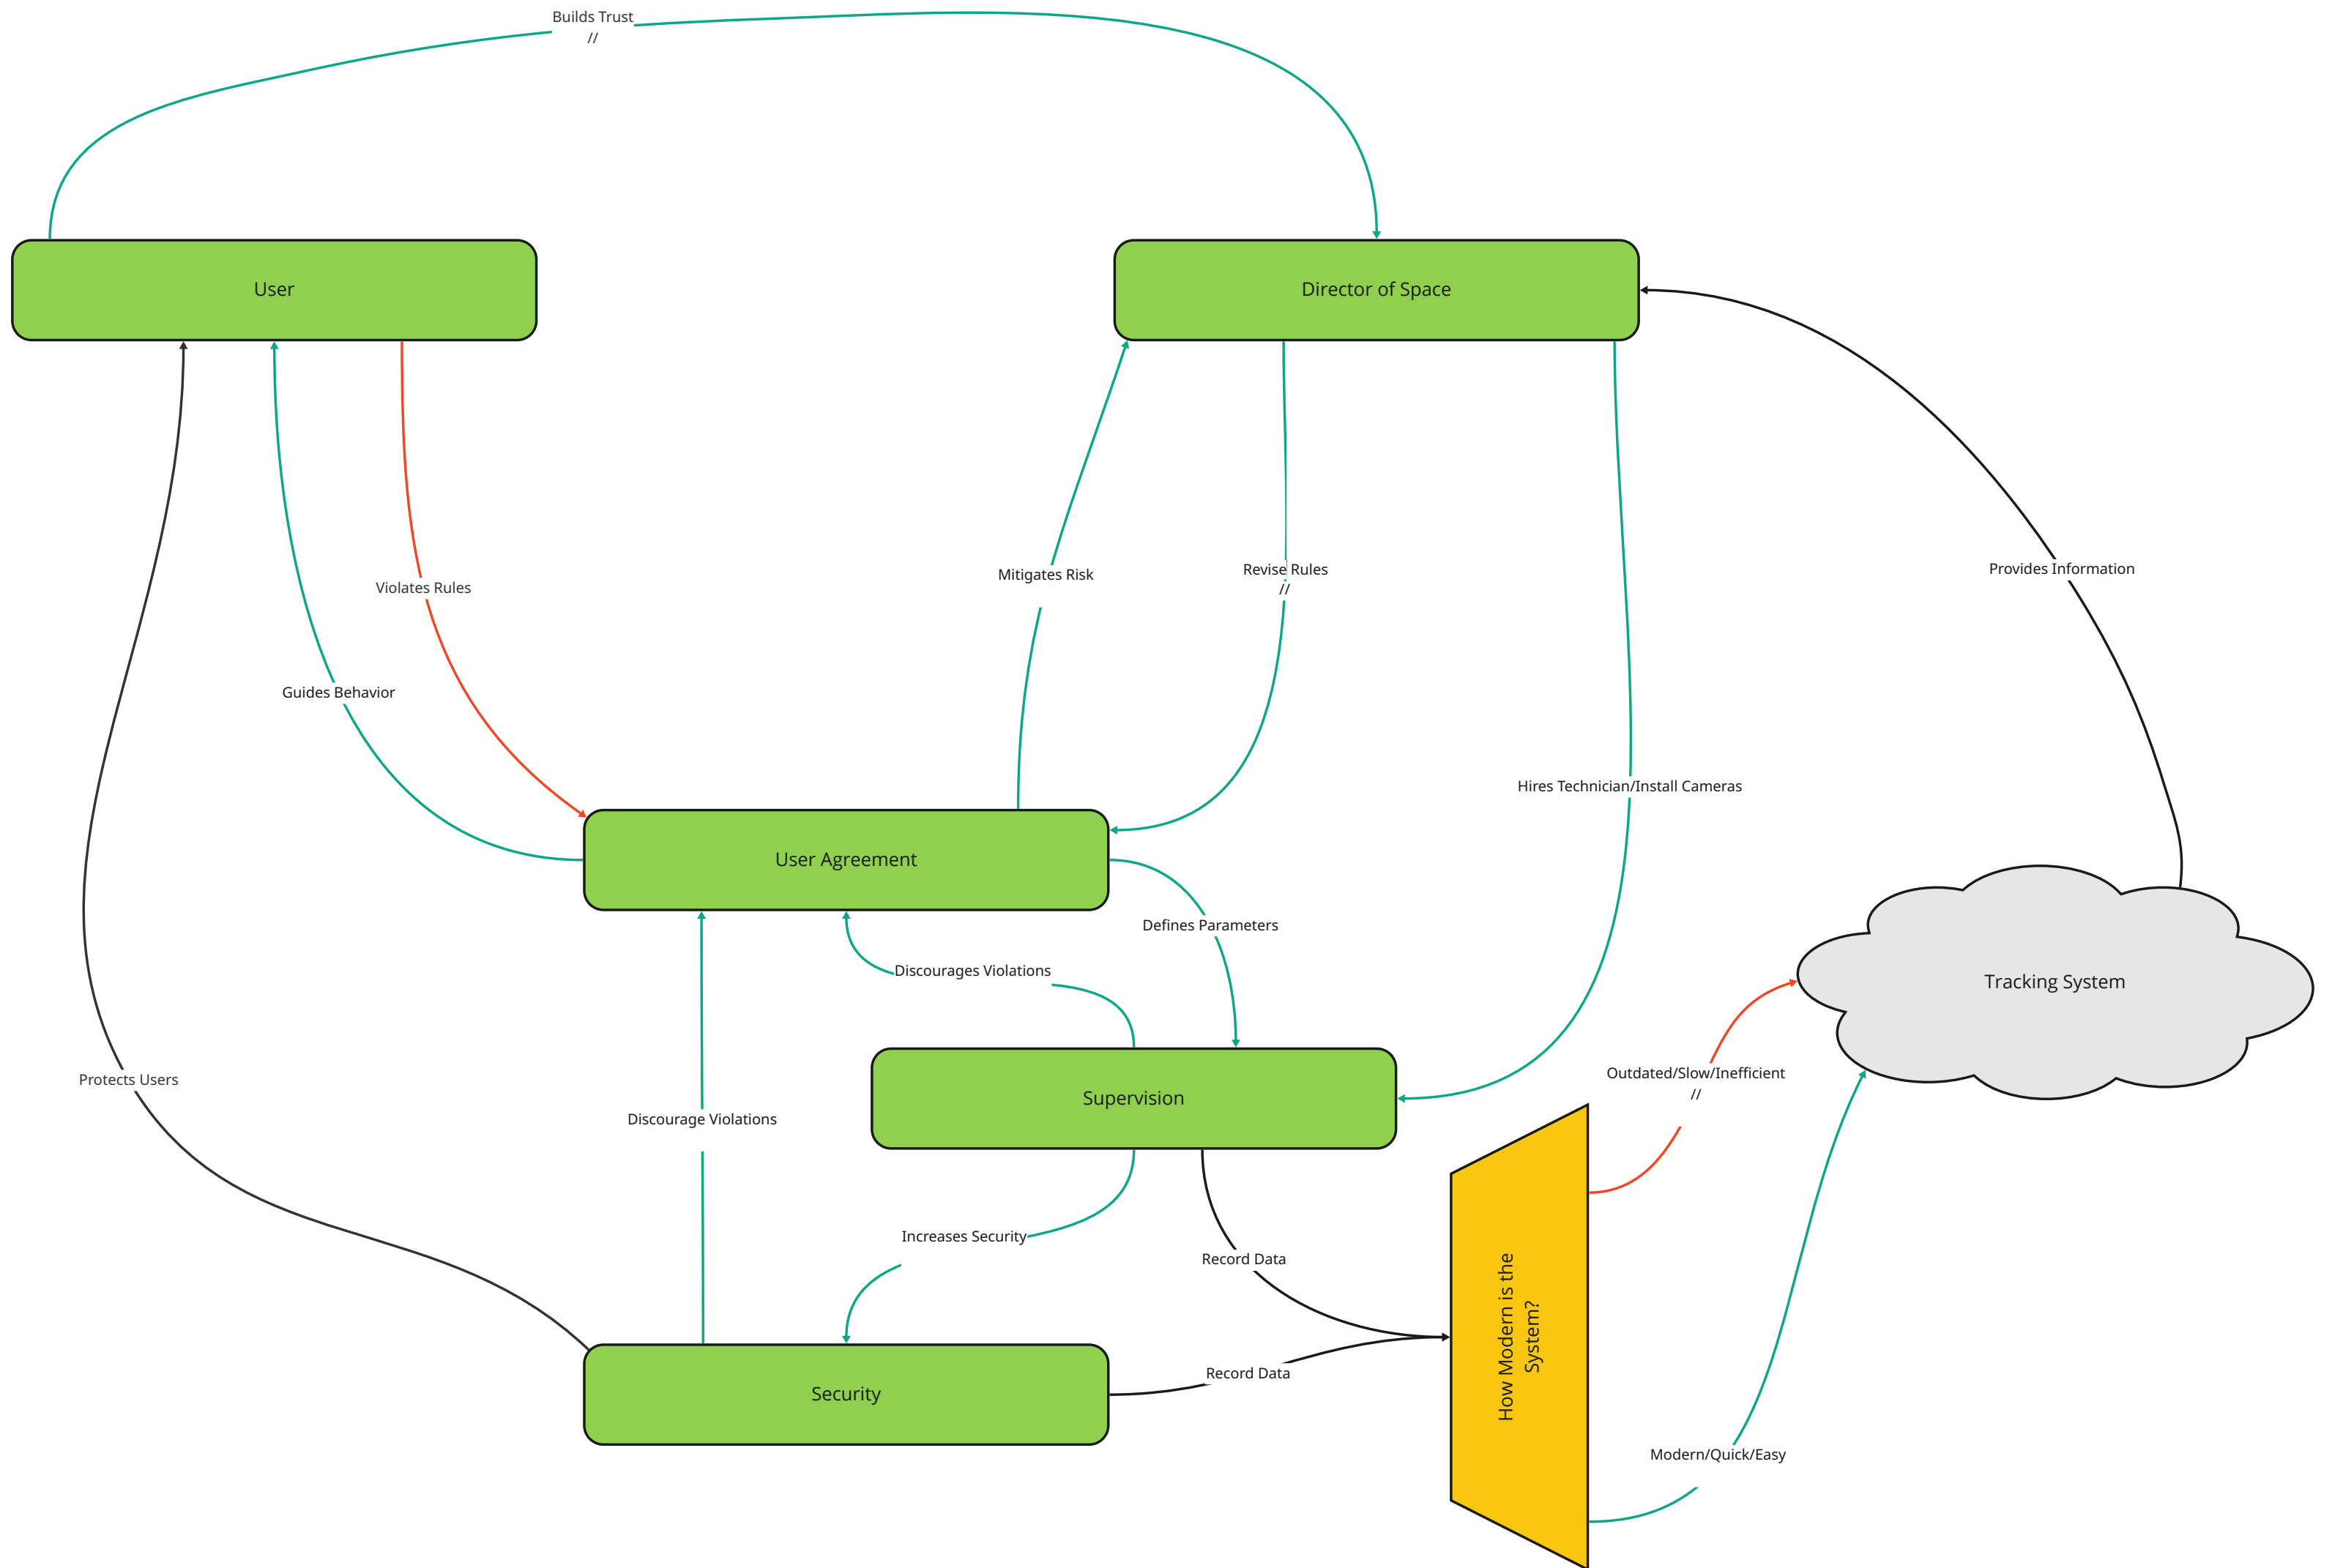 Builds Trust
//
User
Director of Space
Provides Information
Mitigates Risk
Revise Rules
//
Violates Rules
Guides Behavior
Hires Technician/Install Cameras
User Agreement
Defines Parameters
Discourages Violations
Tracking System
Protects Users
Supervision
Outdated/Slow/Inefficient
//
Discourage Violations
Increases Security
Record Data
How Modern is the
System?
Record Data
Security
Modern/Quick/Easy